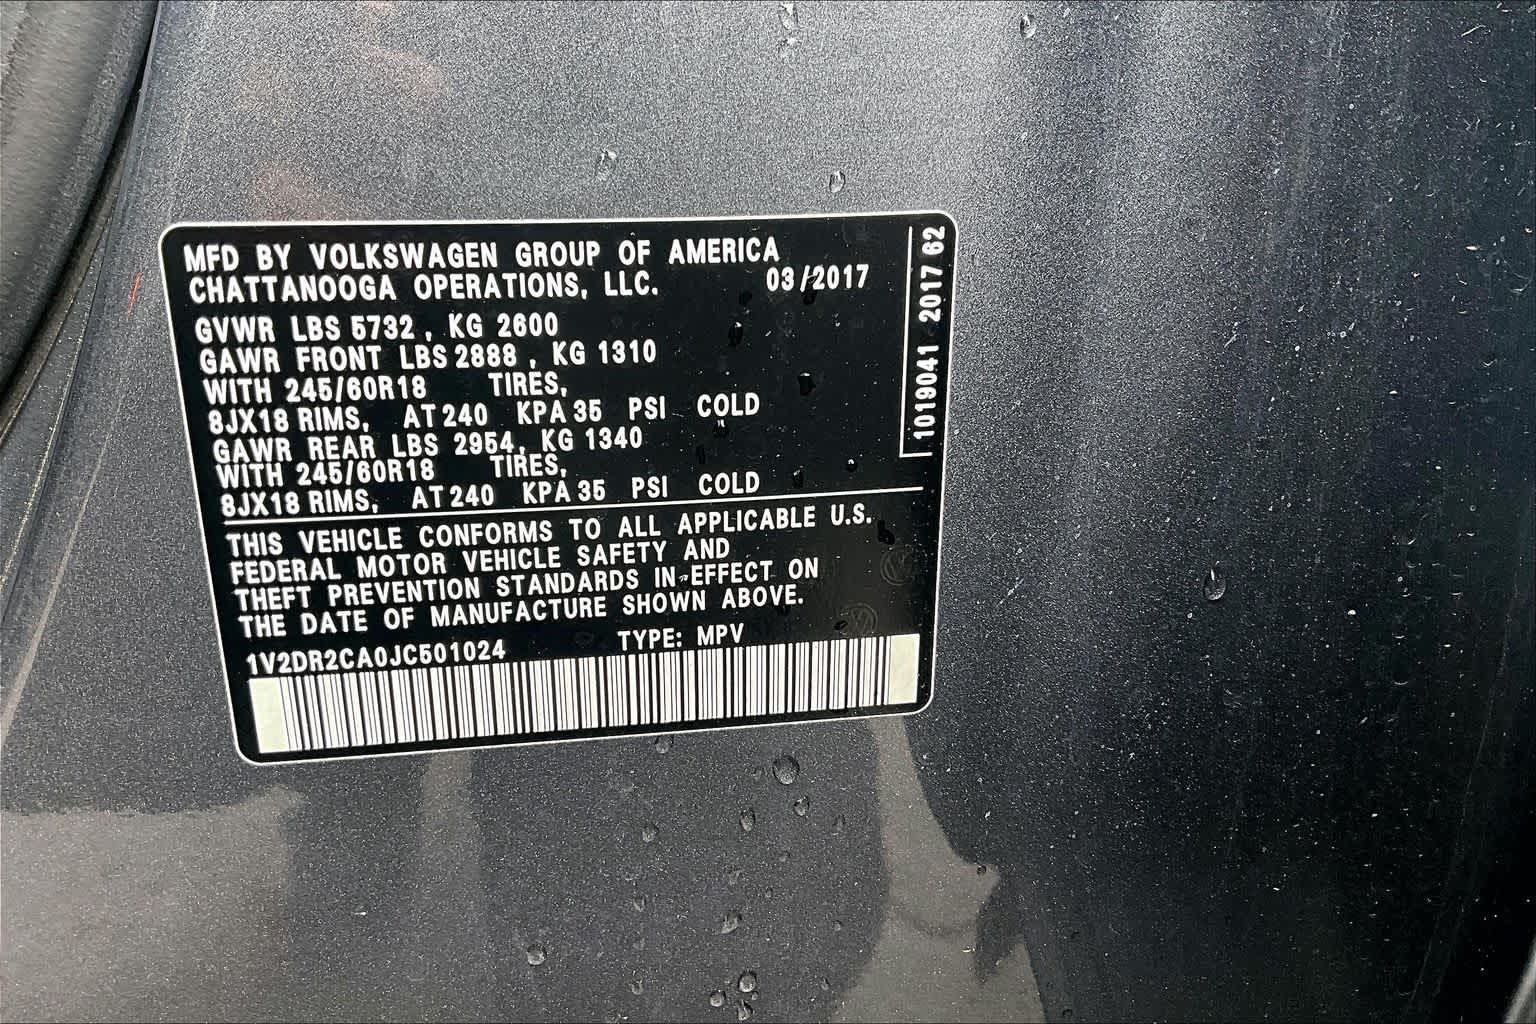 MFD BY VOLKSWAGEN GROUP OF AMERICA
CHATTANOOGA OPERATIONS, LLC. 03/2017
GVWR LBS 5732, KG 2600
GAWR FRONT LBS 2888, KG 1310
WITH 245/60R18 TIRES,
8JX18 RIMS, AT 240 KPA 35 PSI COLD
GAWR REAR LBS 2954, KG 1340
WITH 245/60R18 TIRES,
8JX18 RIMS, AT 240 KPA 35 PSI COLD
THIS VEHICLE CONFORMS TO ALL APPLICABLE U.S.
FEDERAL MOTOR VEHICLE SAFETY AND
THEFT PREVENTION STANDARDS IN EFFECT ON
THE DATE OF MANUFACTURE SHOWN ABOVE.
1V2DR2CA0JC501024 TYPE: MPV
1019041 2017 62